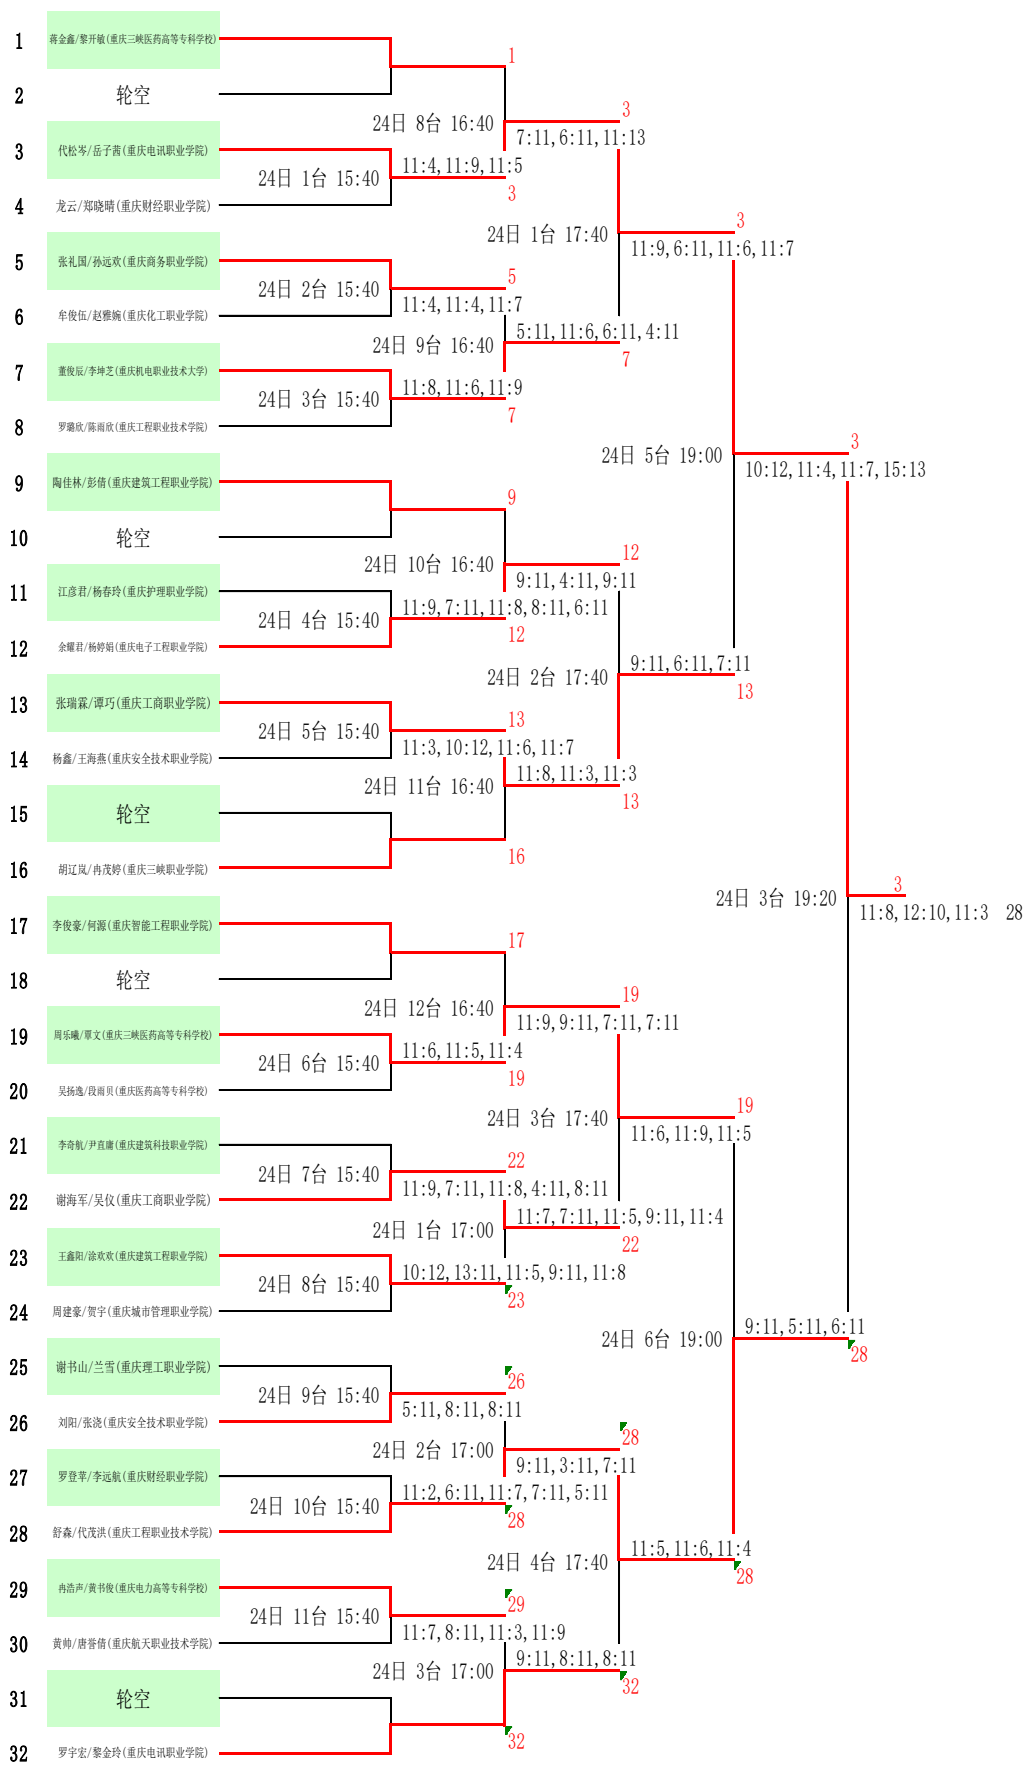 1 蒋金鑫/黎开敏(重庆三峡医药高等专科学校)
1
2 轮空
24日 8台 16:40
3
7:11,6:11,11:13
3 代松岑/岳子茜(重庆电讯职业学院)
24日 1台 15:40
11:4,11:9,11:5
3
4 龙云/郑晓晴(重庆财经职业学院)
24日 1台 17:40
3
11:9,6:11,11:6,11:7
5 张礼国/孙远欢(重庆商务职业学院)
24日 2台 15:40
5
11:4,11:4,11:7
6 牟俊伍/赵雅婉(重庆化工职业学院)
24日 9台 16:40
5:11,11:6,6:11,4:11
7
7 董俊辰/李坤芝(重庆机电职业技术大学)
24日 3台 15:40
11:8,11:6,11:9
7
8 罗璐欣/陈雨欣(重庆工程职业技术学院)
24日 5台 19:00
3
10:12,11:4,11:7,15:13
9 陶佳林/彭倩(重庆建筑工程职业学院)
9
10 轮空
24日 10台 16:40
12
9:11,4:11,9:11
11 江彦君/杨春玲(重庆护理职业学院)
24日 4台 15:40
11:9,7:11,11:8,8:11,6:11
12
12 余耀君/杨婷娟(重庆电子工程职业学院)
24日 2台 17:40
9:11,6:11,7:11
13
13 张瑞霖/谭巧(重庆工商职业学院)
24日 5台 15:40
13
11:3,10:12,11:6,11:7
14 杨鑫/王海燕(重庆安全技术职业学院)
24日 11台 16:40
11:8,11:3,11:3
13
15 轮空
16
16 胡辽岚/冉茂婷(重庆三峡职业学院)
24日 3台 19:20
3
11:8,12:10,11:3 28
17 李俊豪/何源(重庆智能工程职业学院)
17
18 轮空
24日 12台 16:40
19
11:9,9:11,7:11,7:11
19 周乐曦/覃文(重庆三峡医药高等专科学校)
24日 6台 15:40
11:6,11:5,11:4
19
20 吴扬逸/段雨贝(重庆医药高等专科学校)
24日 3台 17:40
19
11:6,11:9,11:5
21 李奇航/尹直庸(重庆建筑科技职业学院)
24日 7台 15:40
22
11:9,7:11,11:8,4:11,8:11
22 谢海军/吴仪(重庆工商职业学院)
24日 1台 17:00
11:7,7:11,11:5,9:11,11:4
22
23 王鑫阳/涂欢欢(重庆建筑工程职业学院)
24日 8台 15:40
10:12,13:11,11:5,9:11,11:8
23
24 周建豪/贺宇(重庆城市管理职业学院)
24日 6台 19:00
9:11,5:11,6:11
28
25 谢书山/兰雪(重庆理工职业学院)
24日 9台 15:40
26
5:11,8:11,8:11
26 刘阳/张浇(重庆安全技术职业学院)
24日 2台 17:00
28
9:11,3:11,7:11
27 罗登苹/李远航(重庆财经职业学院)
24日 10台 15:40
11:2,6:11,11:7,7:11,5:11
28
28 舒森/代茂洪(重庆工程职业技术学院)
24日 4台 17:40
11:5,11:6,11:4
28
29 冉浩声/黄书俊(重庆电力高等专科学校)
24日 11台 15:40
29
11:7,8:11,11:3,11:9
30 黄帅/唐誉倩(重庆航天职业技术学院)
24日 3台 17:00
9:11,8:11,8:11
32
31 轮空
32
32 罗宇宏/黎金玲(重庆电讯职业学院)